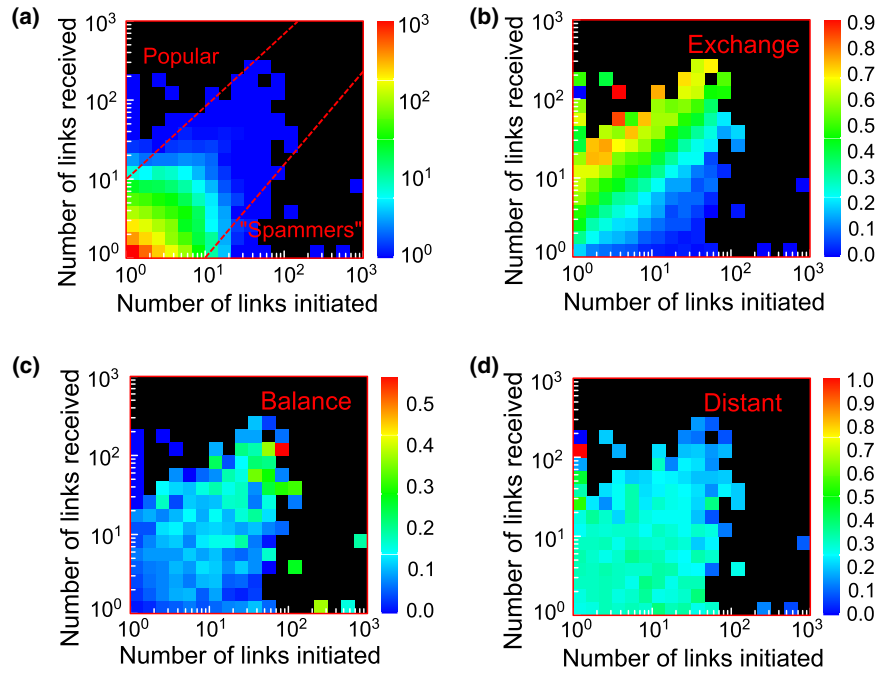 (a)
Number of links received
10³
10²
10¹
10⁰
Popular
"Spammers"
10⁰ 10¹ 10² 10³
Number of links initiated
10³
10²
10¹
10⁰
(b)
Number of links received
10³
10²
10¹
10⁰
Exchange
10⁰ 10¹ 10² 10³
Number of links initiated
0.9
0.8
0.7
0.6
0.5
0.4
0.3
0.2
0.1
0.0
(c)
Number of links received
10³
10²
10¹
10⁰
Balance
10⁰ 10¹ 10² 10³
Number of links initiated
0.5
0.4
0.3
0.2
0.1
0.0
(d)
Number of links received
10³
10²
10¹
10⁰
Distant
10⁰ 10¹ 10² 10³
Number of links initiated
1.0
0.9
0.8
0.7
0.6
0.5
0.4
0.3
0.2
0.1
0.0